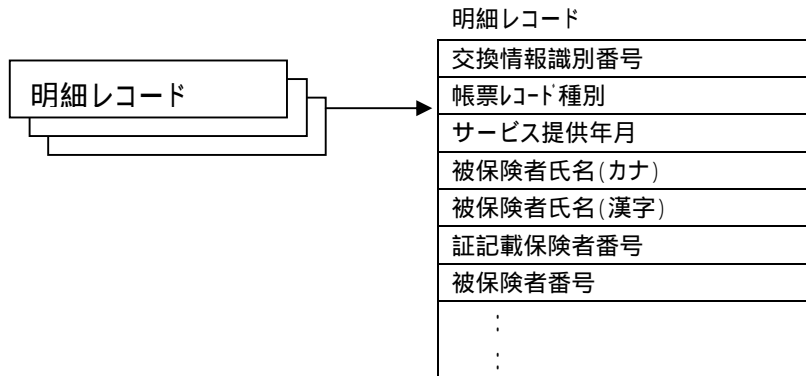 明細レコード
明細レコード
交換情報識別番号
帳票ﾚｺｰﾄﾞ種別
サービス提供年月
被保険者氏名(カナ)
被保険者氏名(漢字)
証記載保険者番号
被保険者番号
:
: